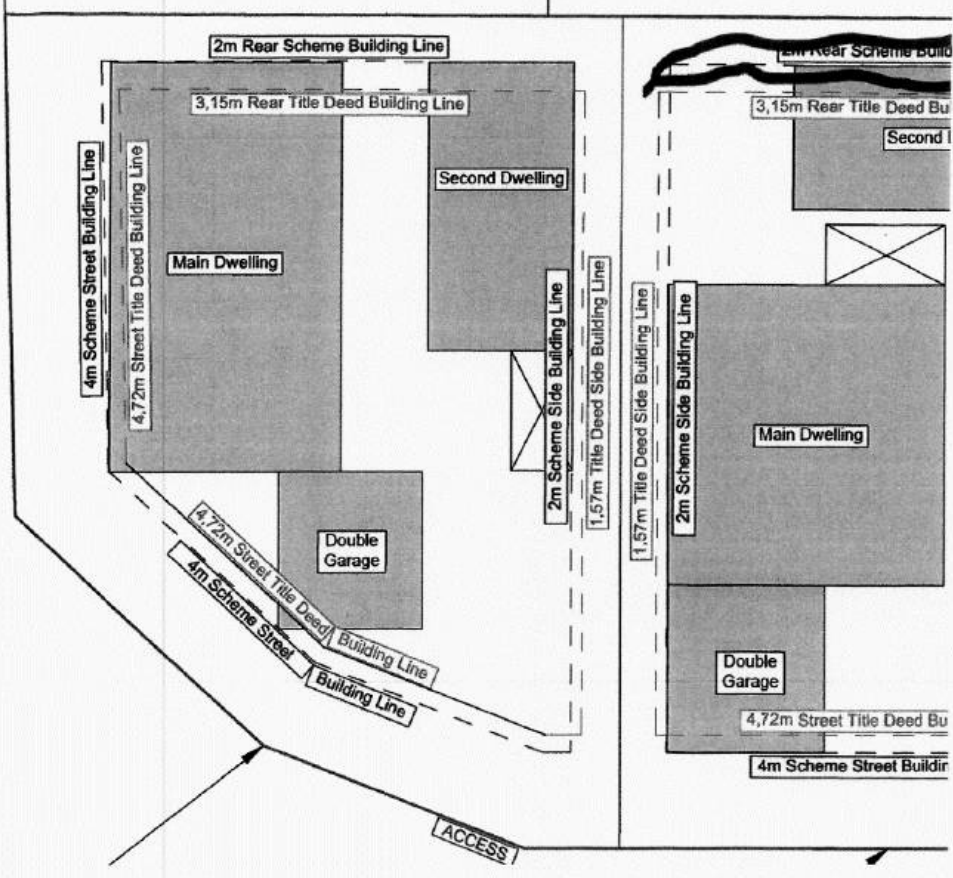 2m Rear Scheme Building Line
3,15m Rear Title Deed Building Line
4m Scheme Street Building Line
4,72m Street Title Deed Building Line
Main Dwelling
Second Dwelling
2m Scheme Side Building Line
1,57m Title Deed Side Building Line
Double
Garage
4,72m Street Title Deed
Building Line
4m Scheme Street
Building Line
ACCESS
Rear Scheme
3,15m Rear Title Deed
Second
1,57m Title Deed Side Building Line
2m Scheme Side Building Line
Main Dwelling
Double
Garage
4,72m Street Title Deed
4m Scheme Street